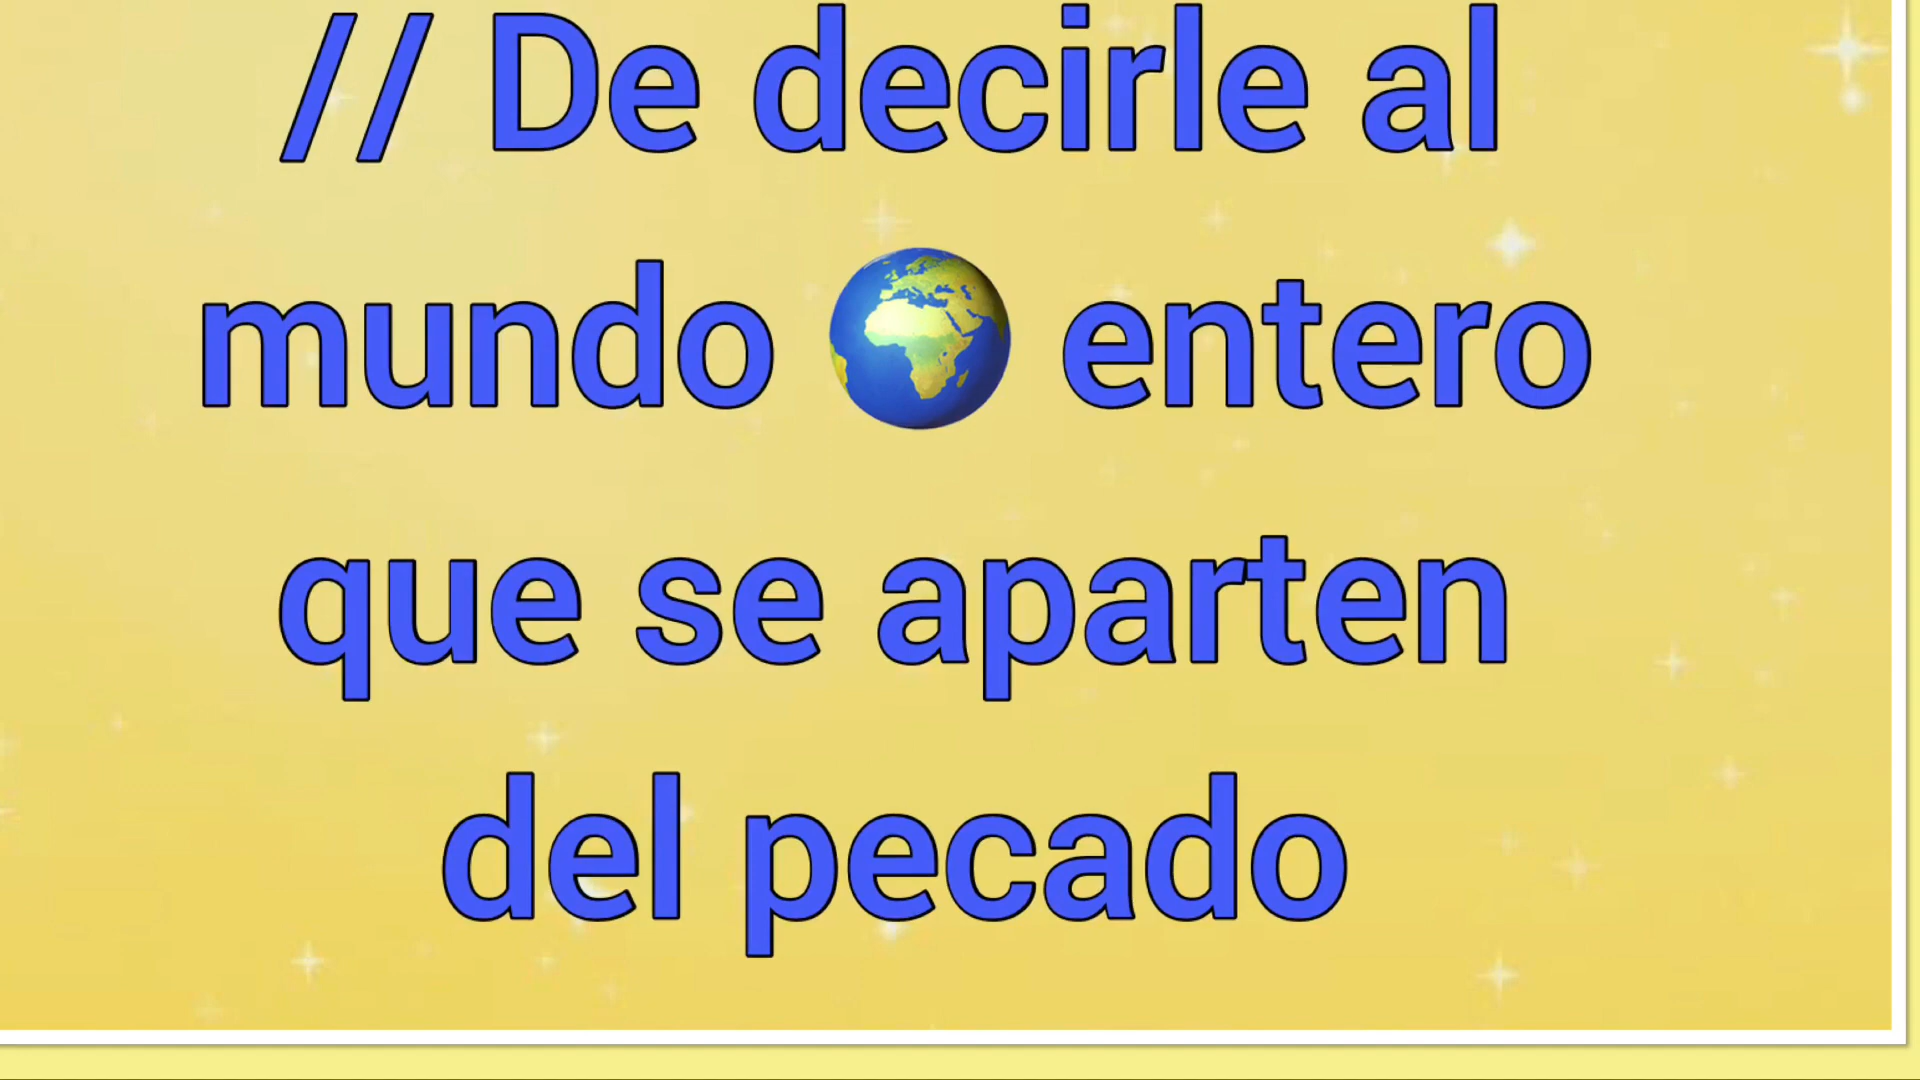 // De decirle al
mundo 🌍 entero
que se aparten
del pecado